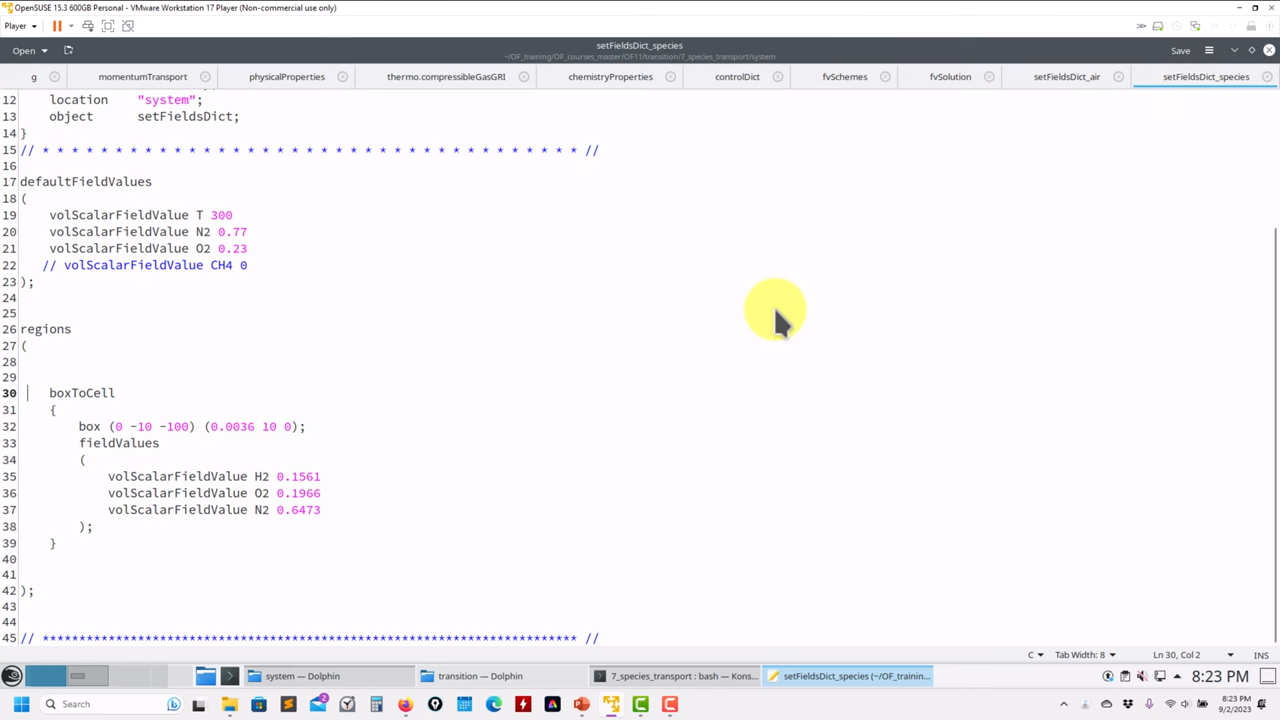 OpenSUSE 15.3 600GB Personal - VMware Workstation 17 Player (Non-commercial use only)
Player
Open
setFieldsDict_species
~/OF_training/OF_courses_master/OF11/transition/7_species_transport/system
Save
g
momentumTransport
physicalProperties
thermo.compressibleGasGRI
chemistryProperties
controlDict
fvSchemes
fvSolution
setFieldsDict_air
setFieldsDict_species
12 location "system";
13 object setFieldsDict;
14 }
15 // * * * * * * * * * * * * * * * * * * * * * * * * * * * * * * * * * * * * * //
16
17 defaultFieldValues
18 (
19 volScalarFieldValue T 300
20 volScalarFieldValue N2 0.77
21 volScalarFieldValue O2 0.23
22 // volScalarFieldValue CH4 0
23 );
24
25
26 regions
27 (
28
29
30 boxToCell
31 {
32 box (0 -10 -100) (0.0036 10 0);
33 fieldValues
34 (
35 volScalarFieldValue H2 0.1561
36 volScalarFieldValue O2 0.1966
37 volScalarFieldValue N2 0.6473
38 );
39 }
40
41
42 );
43
44
45 // ************************************************************************* //
C
Tab Width: 8
Ln 30, Col 2
INS
system — Dolphin
transition — Dolphin
7_species_transport : bash — Kons...
setFieldsDict_species (~/OF_trainin...
8:23 PM
Search
2
8:23 PM
9/2/2023